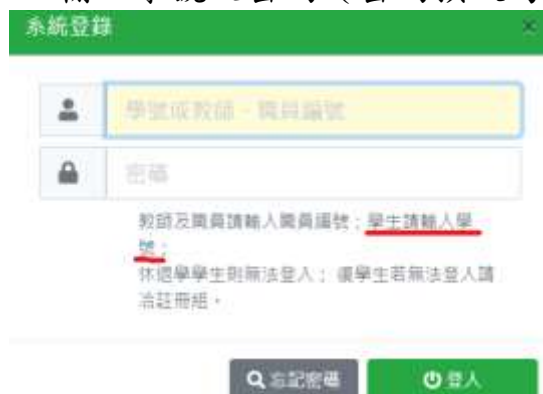 系統登錄
×
學號或教師、職員編號
密碼
教師及職員請輸入職員編號；學生請輸入學
號；
休退學學生則無法登入； 復學生若無法登入請
洽註冊組。
忘記密碼
登入